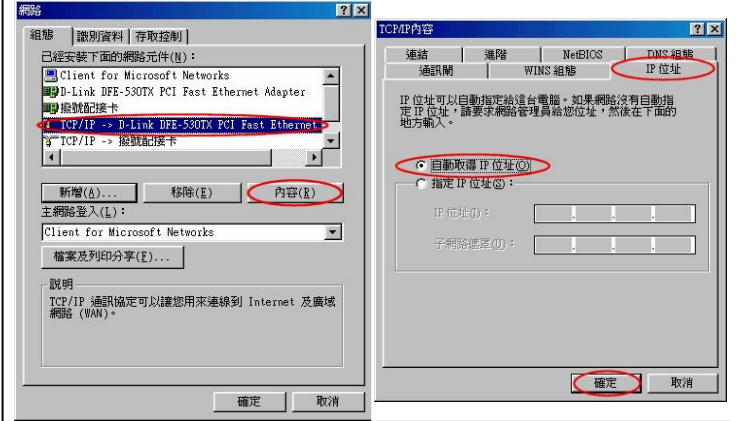 網路
組態
識別資料
存取控制
已經安裝下面的網路元件(N)：
Client for Microsoft Networks
D-Link DFE-530TX PCI Fast Ethernet Adapter
撥號配接卡
TCP/IP -> D-Link DFE-530TX PCI Fast Ethernet
TCP/IP -> 撥號配接卡
新增(A)...
移除(E)
內容(R)
主網路登入(L)：
Client for Microsoft Networks
檔案及列印分享(F)...
說明
TCP/IP 通訊協定可以讓您用來連線到 Internet 及廣域
網路 (WAN)。
確定
取消
TCP/IP內容
連結
進階
NetBIOS
DNS 組態
通訊閘
WINS 組態
IP 位址
IP 位址可以自動指定給這台電腦。如果網路沒有自動指
定 IP 位址，請要求網路管理員給您位址，然後在下面的
地方輸入。
自動取得 IP 位址(O)
指定 IP 位址(S)：
IP 位址(I)：
子網路遮罩(U)：
確定
取消